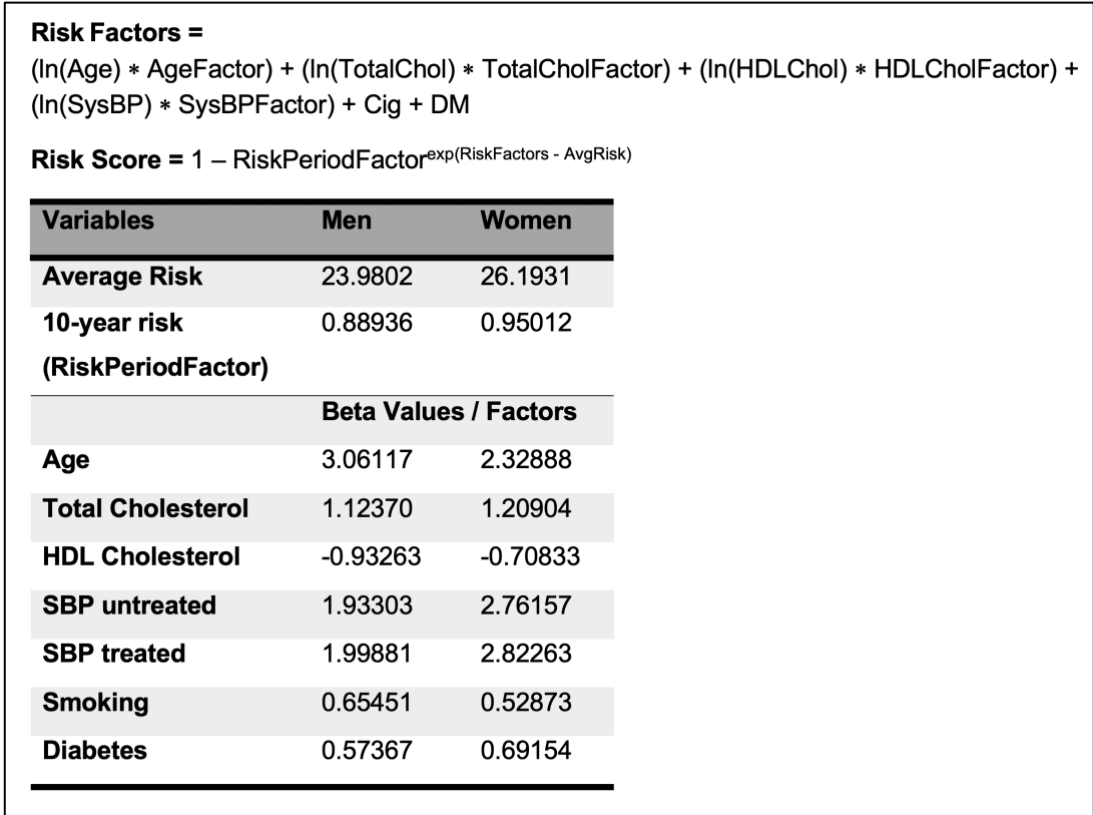 Risk Factors =
(ln(Age) * AgeFactor) + (ln(TotalChol) * TotalCholFactor) + (ln(HDLChol) * HDLCholFactor) +
(ln(SysBP) * SysBPFactor) + Cig + DM
Risk Score = 1 – RiskPeriodFactor^exp(RiskFactors - AvgRisk)
Variables Men Women
Average Risk 23.9802 26.1931
10-year risk 0.88936 0.95012
(RiskPeriodFactor)
Beta Values / Factors
Age 3.06117 2.32888
Total Cholesterol 1.12370 1.20904
HDL Cholesterol -0.93263 -0.70833
SBP untreated 1.93303 2.76157
SBP treated 1.99881 2.82263
Smoking 0.65451 0.52873
Diabetes 0.57367 0.69154